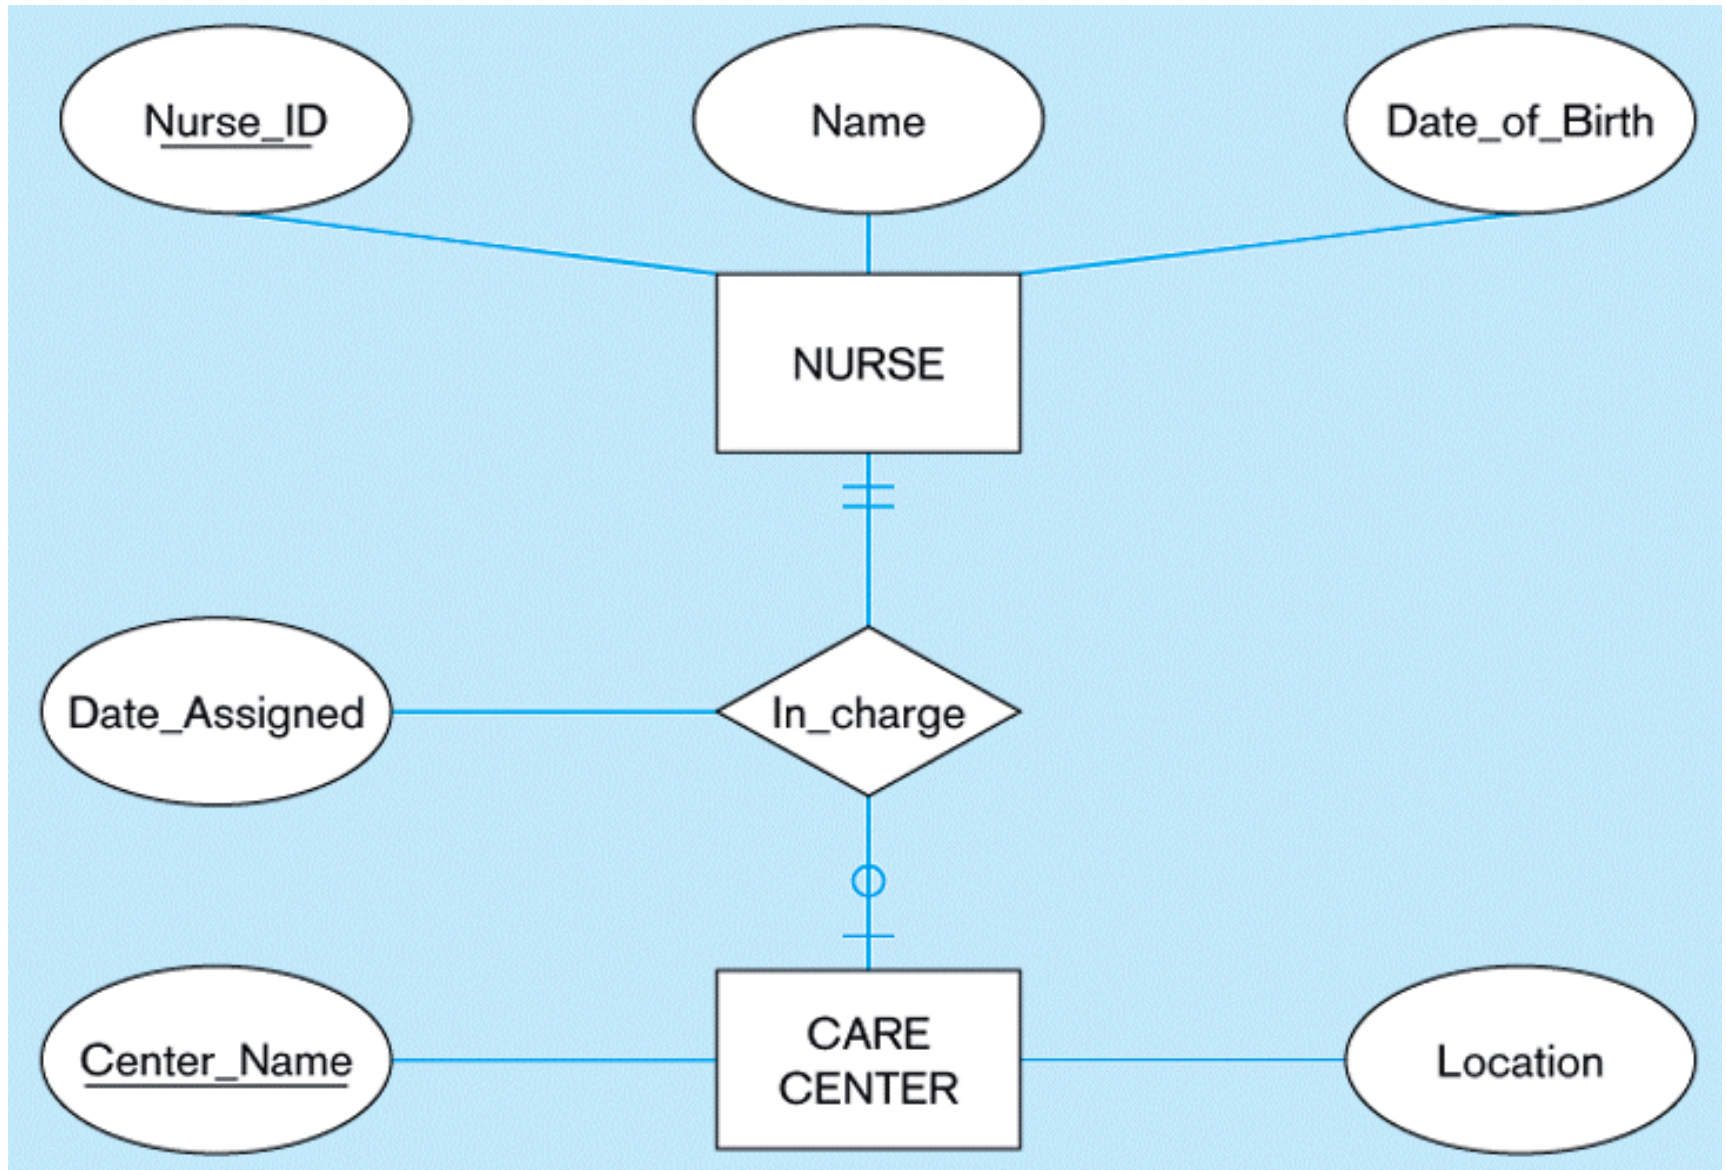 Nurse_ID
Name
Date_of_Birth
NURSE
Date_Assigned
In_charge
Center_Name
CARE
CENTER
Location